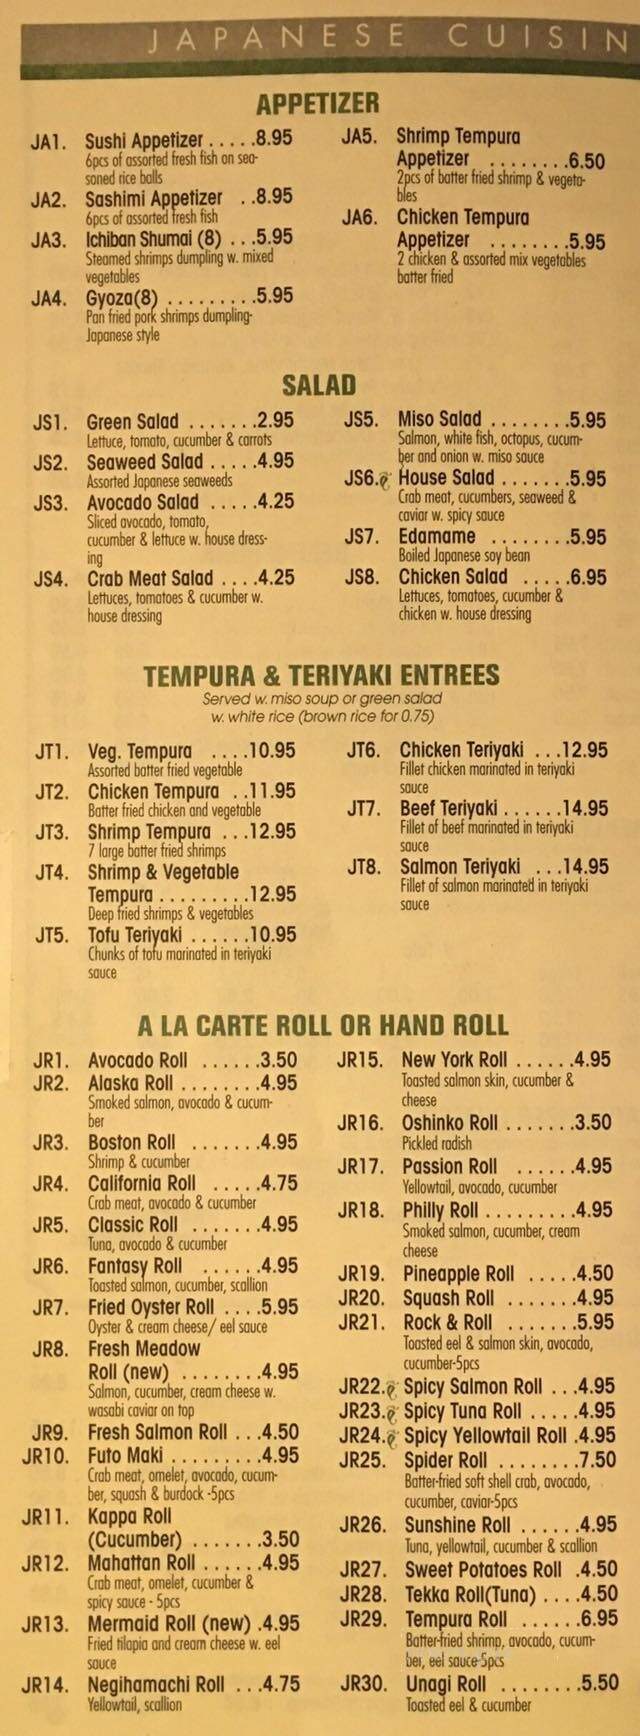 JAPANESE CUISIN
APPETIZER
JA1. Sushi Appetizer . . . . .8.95
6pcs of assorted fresh fish on sea-
soned rice balls
JA2. Sashimi Appetizer . .8.95
6pcs of assorted fresh fish
JA3. Ichiban Shumai (8) . . .5.95
Steamed shrimps dumpling w. mixed
vegetables
JA4. Gyoza(8) . . . . . . . . .5.95
Pan fried pork shrimps dumpling-
Japanese style
JA5. Shrimp Tempura
Appetizer . . . . . . . .6.50
2pcs of batter fried shrimp & vegeta-
bles
JA6. Chicken Tempura
Appetizer . . . . . . . .5.95
2 chicken & assorted mix vegetables
batter fried
SALAD
JS1. Green Salad . . . . . . .2.95
Lettuce, tomato, cucumber & carrots
JS2. Seaweed Salad . . . . .4.95
Assorted Japanese seaweeds
JS3. Avocado Salad . . . . .4.25
Sliced avocado, tomato,
cucumber & lettuce w. house dress-
ing
JS4. Crab Meat Salad . . . .4.25
Lettuces, tomatoes & cucumber w.
house dressing
JS5. Miso Salad . . . . . . . .5.95
Salmon, white fish, octopus, cucum-
ber and onion w. miso sauce
JS6. House Salad . . . . . . .5.95
Crab meat, cucumbers, seaweed &
caviar w. spicy sauce
JS7. Edamame . . . . . . . .5.95
Boiled Japanese soy bean
JS8. Chicken Salad . . . . .6.95
Lettuces, tomatoes, cucumber &
chicken w. house dressing
TEMPURA & TERIYAKI ENTREES
Served w. miso soup or green salad
w. white rice (brown rice for 0.75)
JT1. Veg. Tempura . . . .10.95
Assorted batter fried vegetable
JT2. Chicken Tempura . .11.95
Batter fried chicken and vegetable
JT3. Shrimp Tempura . . .12.95
7 large batter fried shrimps
JT4. Shrimp & Vegetable
Tempura . . . . . . . . .12.95
Deep fried shrimps & vegetables
JT5. Tofu Teriyaki . . . . . .10.95
Chunks of tofu marinated in teriyaki
sauce
JT6. Chicken Teriyaki . . .12.95
Fillet chicken marinated in teriyaki
sauce
JT7. Beef Teriyaki . . . . . .14.95
Fillet of beef marinated in teriyaki
sauce
JT8. Salmon Teriyaki . . .14.95
Fillet of salmon marinated in teriyaki
sauce
A LA CARTE ROLL OR HAND ROLL
JR1. Avocado Roll . . . . . .3.50
JR2. Alaska Roll . . . . . . . .4.95
Smoked salmon, avocado & cucum-
ber
JR3. Boston Roll . . . . . . .4.95
Shrimp & cucumber
JR4. California Roll . . . . .4.75
Crab meat, avocado & cucumber
JR5. Classic Roll . . . . . . .4.95
Tuna, avocado & cucumber
JR6. Fantasy Roll . . . . . .4.95
Toasted salmon, cucumber, scallion
JR7. Fried Oyster Roll . . . .5.95
Oyster & cream cheese/ eel sauce
JR8. Fresh Meadow
Roll (new) . . . . . . . .4.95
Salmon, cucumber, cream cheese w.
wasabi caviar on top
JR9. Fresh Salmon Roll . . .4.50
JR10. Futo Maki . . . . . . . . .4.95
Crab meat, omelet, avocado, cucum-
ber, squash & burdock -5pcs
JR11. Kappa Roll
(Cucumber) . . . . . . .3.50
JR12. Mahattan Roll . . . . . .4.95
Crab meat, omelet, cucumber &
spicy sauce - 5pcs
JR13. Mermaid Roll (new) .4.95
Fried tilapia and cream cheese w. eel
sauce
JR14. Negihamachi Roll . . .4.75
Yellowtail, scallion
JR15. New York Roll . . . . . .4.95
Toasted salmon skin, cucumber &
cheese
JR16. Oshinko Roll . . . . . . .3.50
Pickled radish
JR17. Passion Roll . . . . . .4.95
Yellowtail, avocado, cucumber
JR18. Philly Roll . . . . . . . . .4.95
Smoked salmon, cucumber, cream
cheese
JR19. Pineapple Roll . . . . .4.50
JR20. Squash Roll . . . . . . .4.95
JR21. Rock & Roll . . . . . . .5.95
Toasted eel & salmon skin, avocado,
cucumber-5pcs
JR22. Spicy Salmon Roll . . .4.95
JR23. Spicy Tuna Roll . . . . .4.95
JR24. Spicy Yellowtail Roll .4.95
JR25. Spider Roll . . . . . . . .7.50
Batter-fried soft shell crab, avocado,
cucumber, caviar-5pcs
JR26. Sunshine Roll . . . . . .4.95
Tuna, yellowtail, cucumber & scallion
JR27. Sweet Potatoes Roll .4.50
JR28. Tekka Roll(Tuna) . . . .4.50
JR29. Tempura Roll . . . . . .6.95
Batter-fried shrimp, avocado, cucum-
ber, eel sauce-5pcs
JR30. Unagi Roll . . . . . . . .5.50
Toasted eel & cucumber